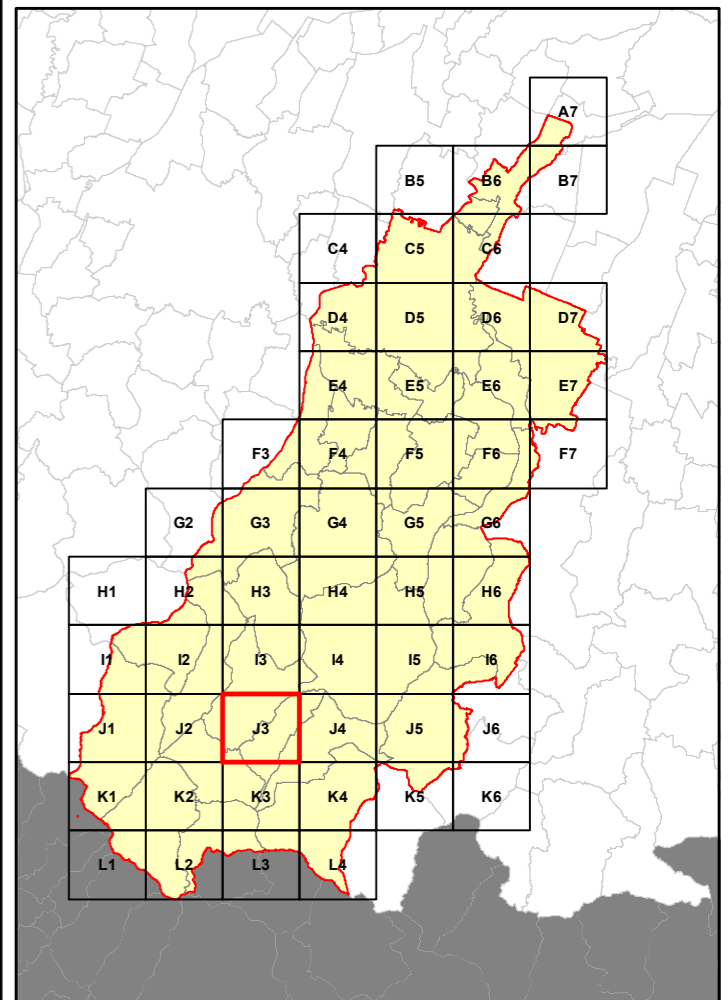 A7
B5 B6 B7
C4 C5 C6
D4 D5 D6 D7
E4 E5 E6 E7
F3 F4 F5 F6 F7
G2 G3 G4 G5 G6
H1 H2 H3 H4 H5 H6
I1 I2 I3 I4 I5 I6
J1 J2 J3 J4 J5 J6
K1 K2 K3 K4 K5 K6
L1 L2 L3 L4